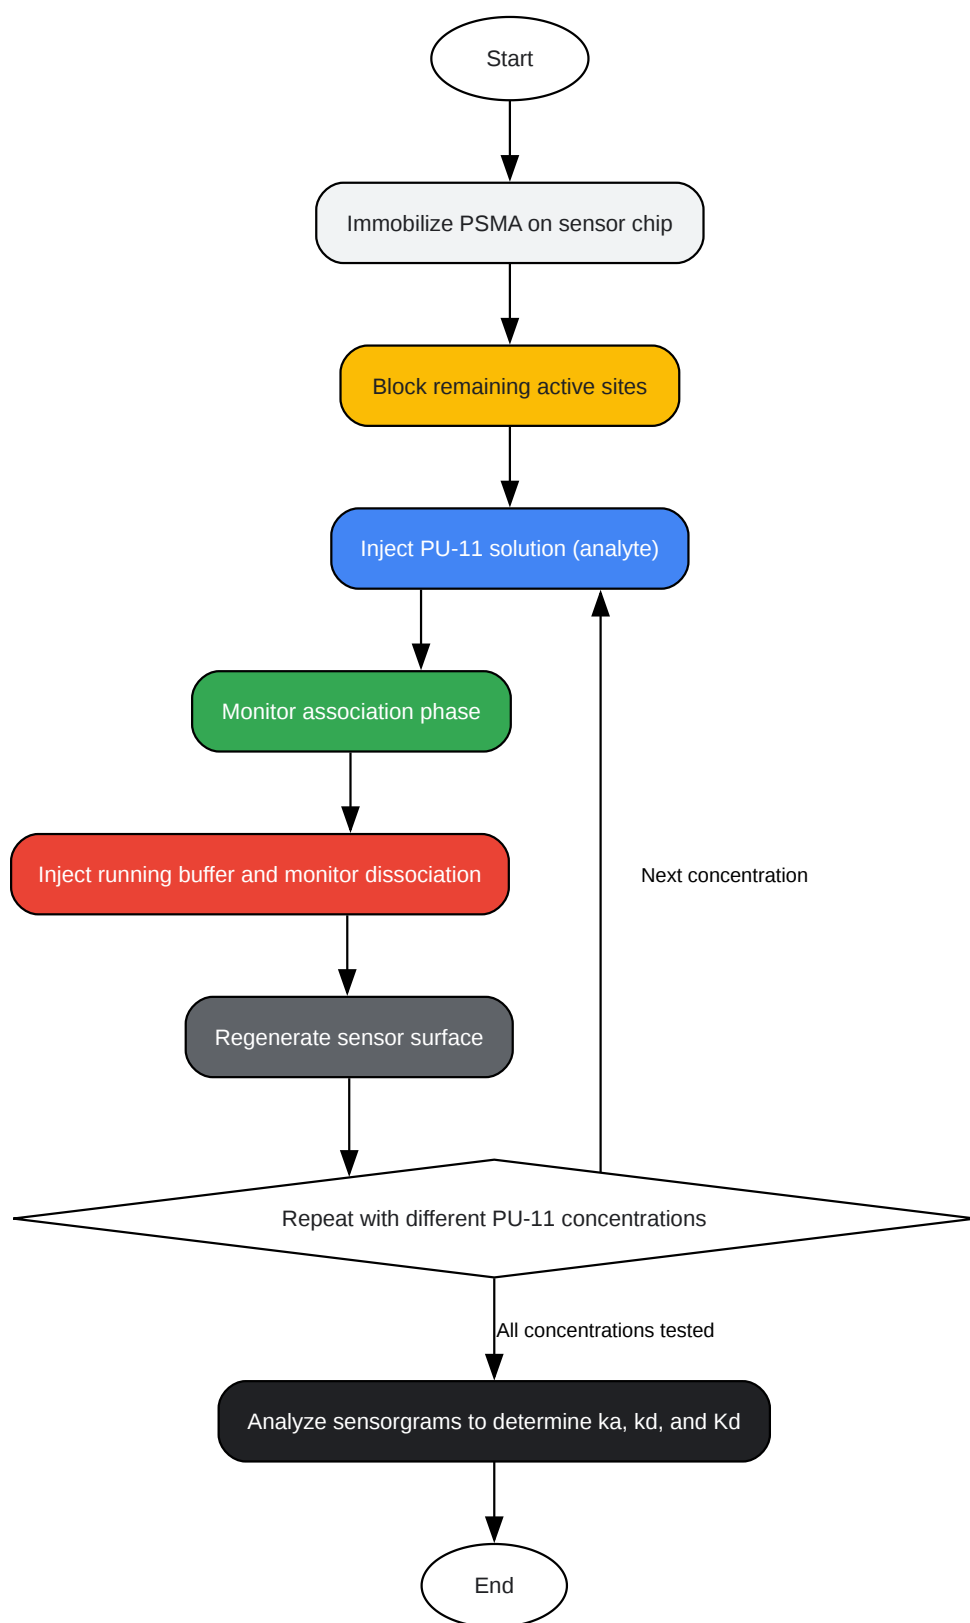 Start
Immobilize PSMA on sensor chip
Block remaining active sites
Inject PU-11 solution (analyte)
Monitor association phase
Inject running buffer and monitor dissociation
Next concentration
Regenerate sensor surface
Repeat with different PU-11 concentrations
All concentrations tested
Analyze sensorgrams to determine ka, kd, and Kd
End